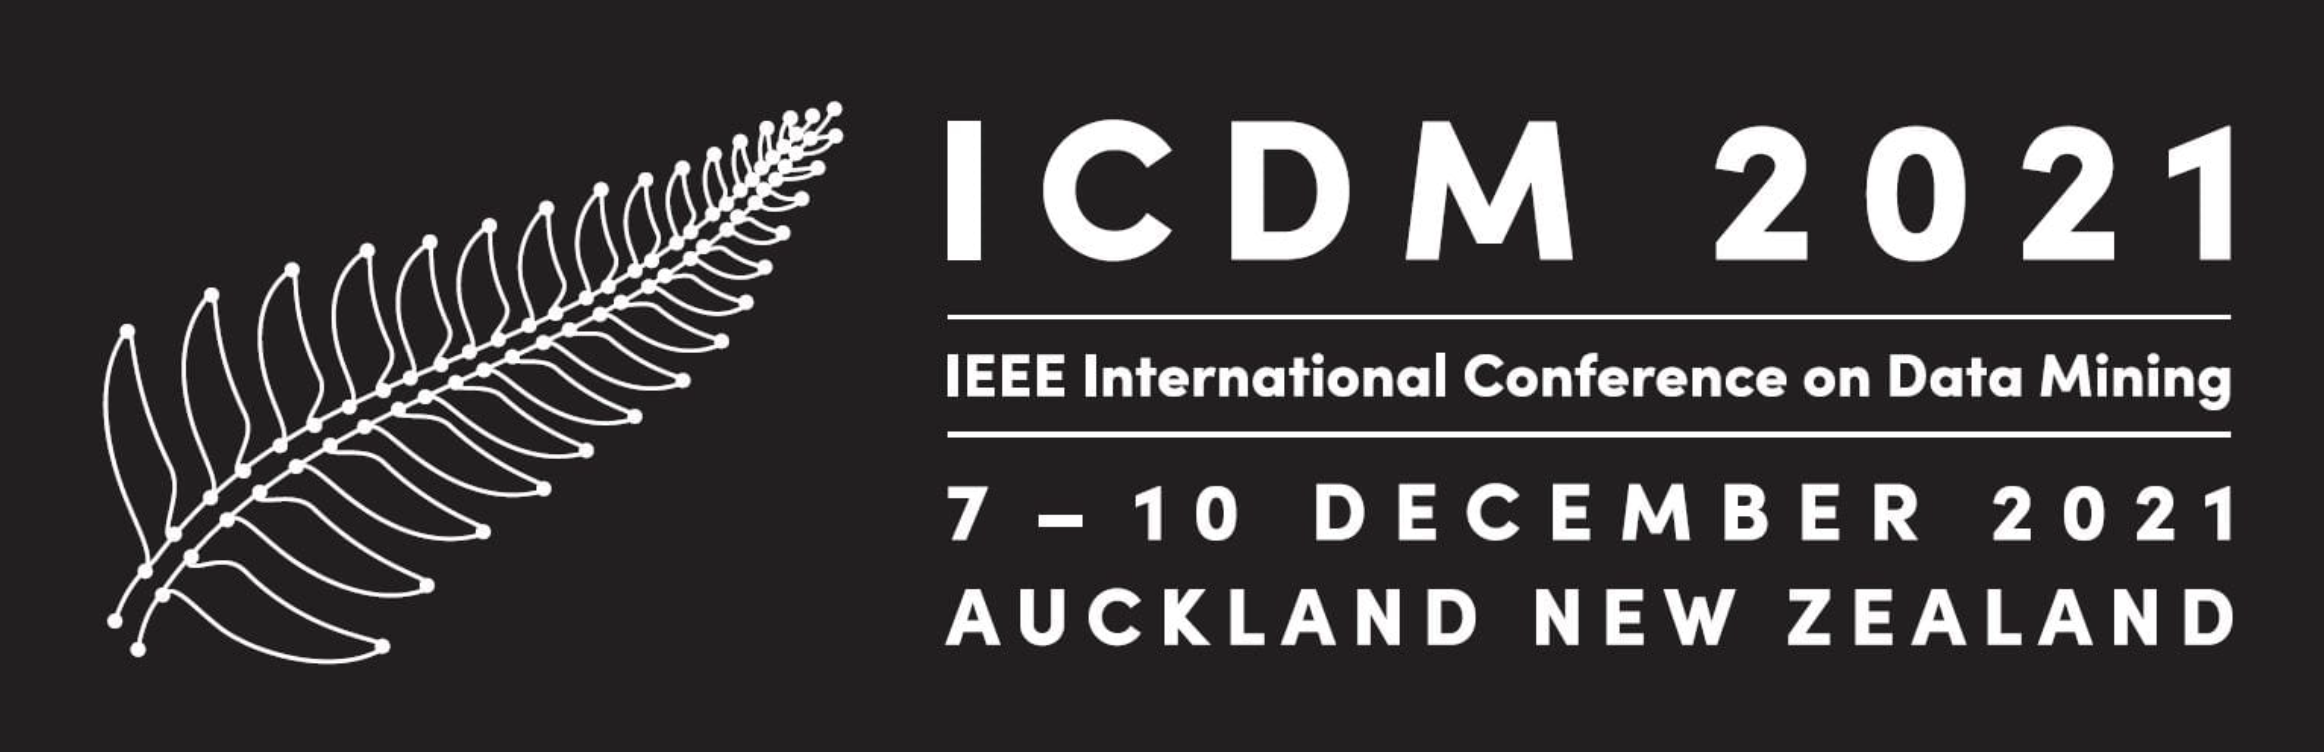 ICDM 2021
IEEE International Conference on Data Mining
7 – 10 DECEMBER 2021
AUCKLAND NEW ZEALAND